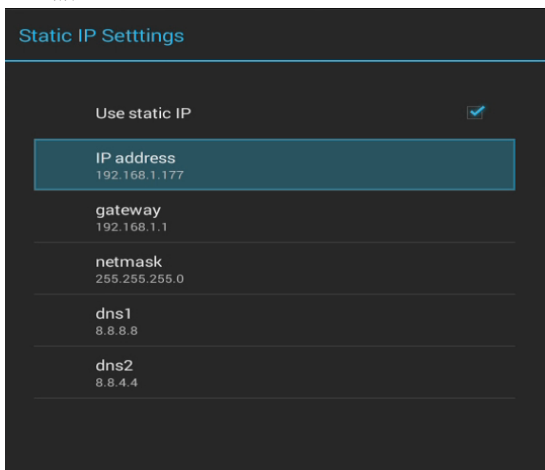 Static IP Setttings
Use static IP
IP address
192.168.1.177
gateway
192.168.1.1
netmask
255.255.255.0
dns1
8.8.8.8
dns2
8.8.4.4